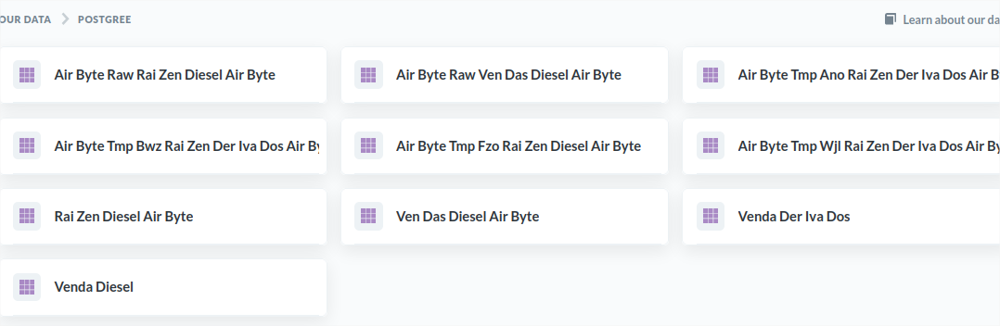 OUR DATA > POSTGREE
Learn about our da
Air Byte Raw Rai Zen Diesel Air Byte
Air Byte Raw Ven Das Diesel Air Byte
Air Byte Tmp Ano Rai Zen Der Iva Dos Air B
Air Byte Tmp Bwz Rai Zen Der Iva Dos Air By
Air Byte Tmp Fzo Rai Zen Diesel Air Byte
Air Byte Tmp Wjl Rai Zen Der Iva Dos Air By
Rai Zen Diesel Air Byte
Ven Das Diesel Air Byte
Venda Der Iva Dos
Venda Diesel